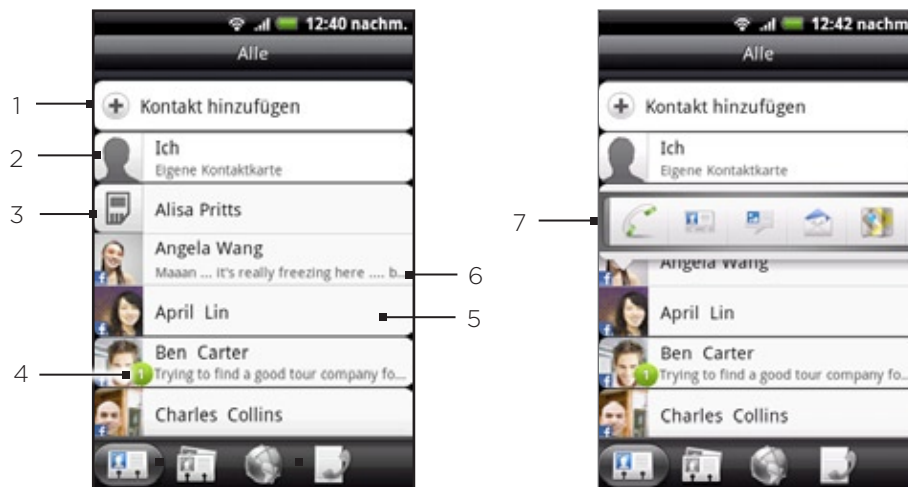 12:40 nachm.
Alle
1
Kontakt hinzufügen
2
Ich
Eigene Kontaktkarte
3
Alisa Pritts
Angela Wang
Maaan ... it's really freezing here .... b...
6
April Lin
5
4
1
Ben Carter
Trying to find a good tour company fo...
Charles Collins
12:42 nachm
Alle
Kontakt hinzufügen
Ich
Eigene Kontaktkarte
7
Angela Wang
April Lin
1
Ben Carter
Trying to find a good tour company fo..
Charles Collins